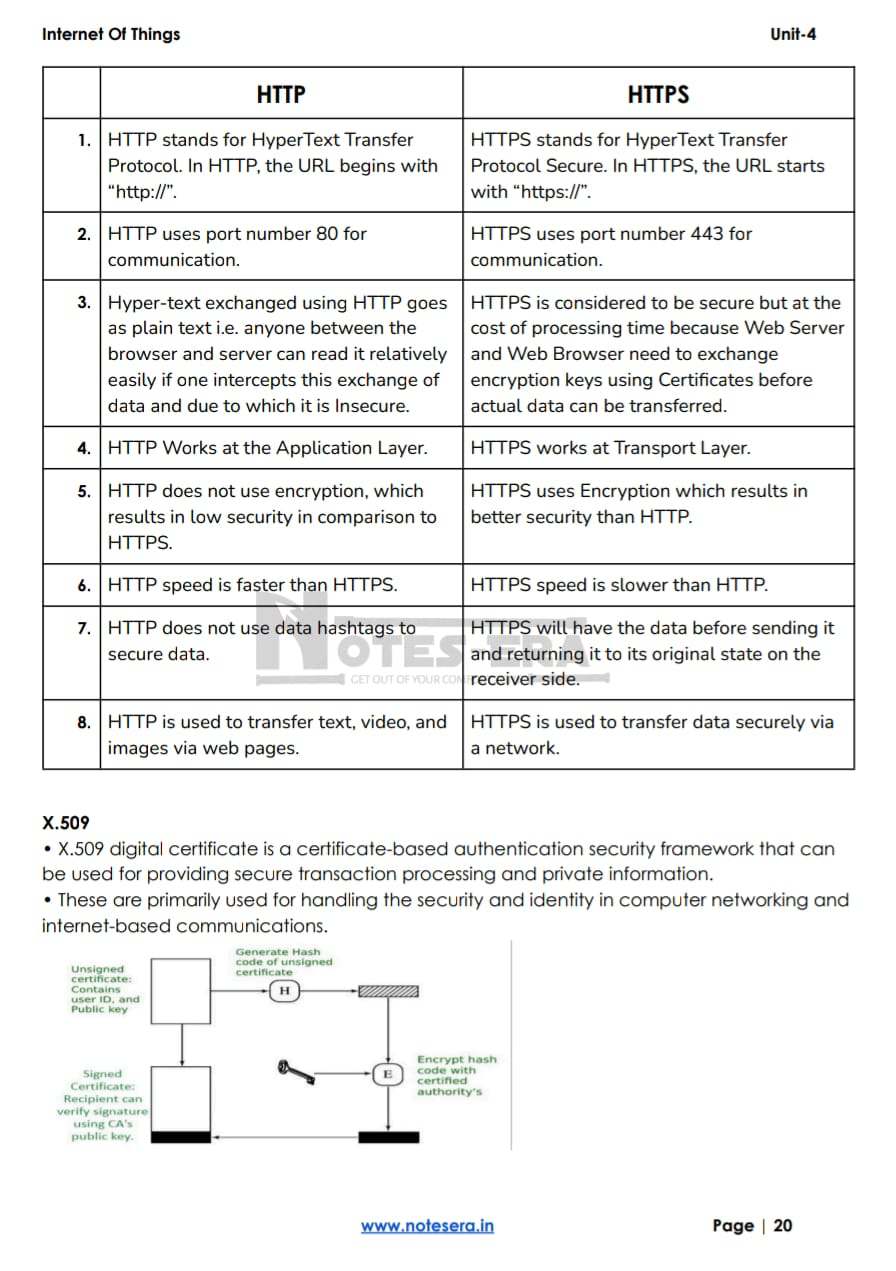 Internet Of Things Unit-4
HTTP HTTPS
1. HTTP stands for HyperText Transfer
Protocol. In HTTP, the URL begins with
“http://”.
HTTPS stands for HyperText Transfer
Protocol Secure. In HTTPS, the URL starts
with “https://”.
2. HTTP uses port number 80 for
communication.
HTTPS uses port number 443 for
communication.
3. Hyper-text exchanged using HTTP goes
as plain text i.e. anyone between the
browser and server can read it relatively
easily if one intercepts this exchange of
data and due to which it is Insecure.
HTTPS is considered to be secure but at the
cost of processing time because Web Server
and Web Browser need to exchange
encryption keys using Certificates before
actual data can be transferred.
4. HTTP Works at the Application Layer.
HTTPS works at Transport Layer.
5. HTTP does not use encryption, which
results in low security in comparison to
HTTPS.
HTTPS uses Encryption which results in
better security than HTTP.
6. HTTP speed is faster than HTTPS.
HTTPS speed is slower than HTTP.
7. HTTP does not use data hashtags to
secure data.
HTTPS will have the data before sending it
and returning it to its original state on the
receiver side.
NOTES-ERA
GET OUT OF YOUR
8. HTTP is used to transfer text, video, and
images via web pages.
HTTPS is used to transfer data securely via
a network.
X.509
• X.509 digital certificate is a certificate-based authentication security framework that can
be used for providing secure transaction processing and private information.
• These are primarily used for handling the security and identity in computer networking and
internet-based communications.
Unsigned
certificate:
Contains
user ID, and
Public key
Generate Hash
code of unsigned
certificate
H
Signed
Certificate:
Recipient can
verify signature
using CA's
public key.
E
Encrypt hash
code with
certified
authority's
www.notesera.in Page | 20